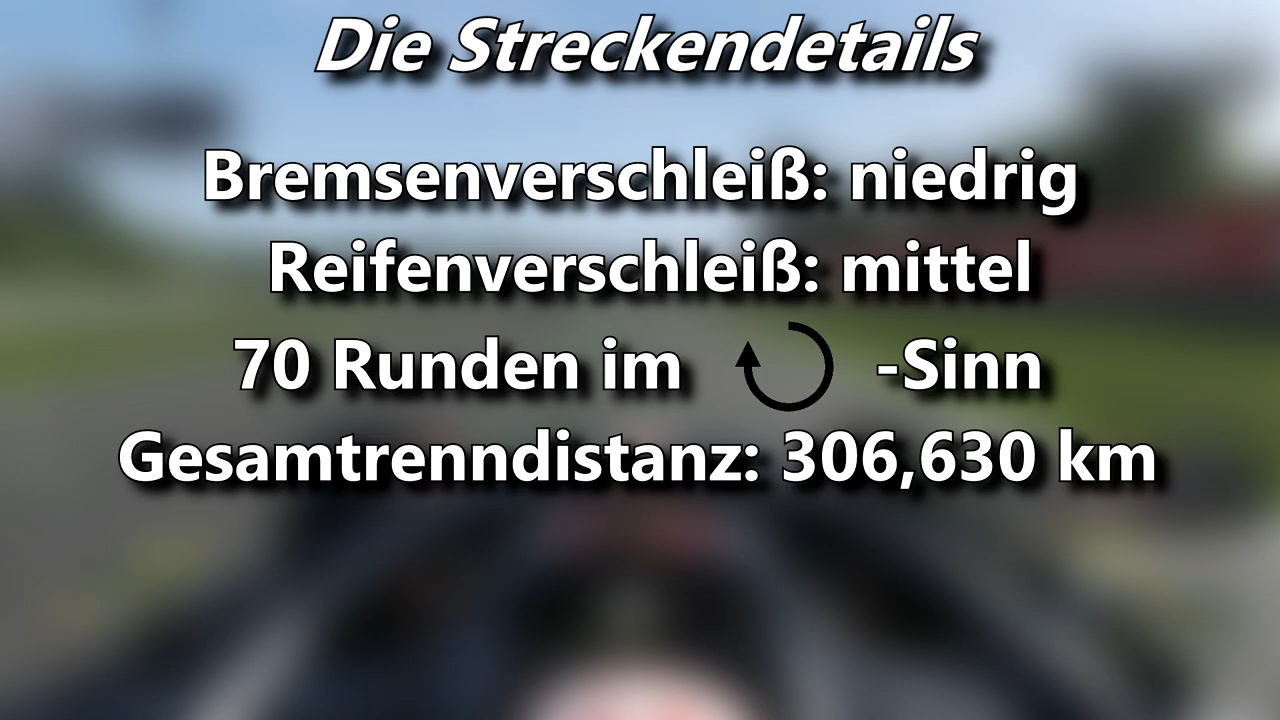 Die Streckendetails
Bremsenverschleiß: niedrig
Reifenverschleiß: mittel
70 Runden im -Sinn
Gesamtrenndistanz: 306,630 km